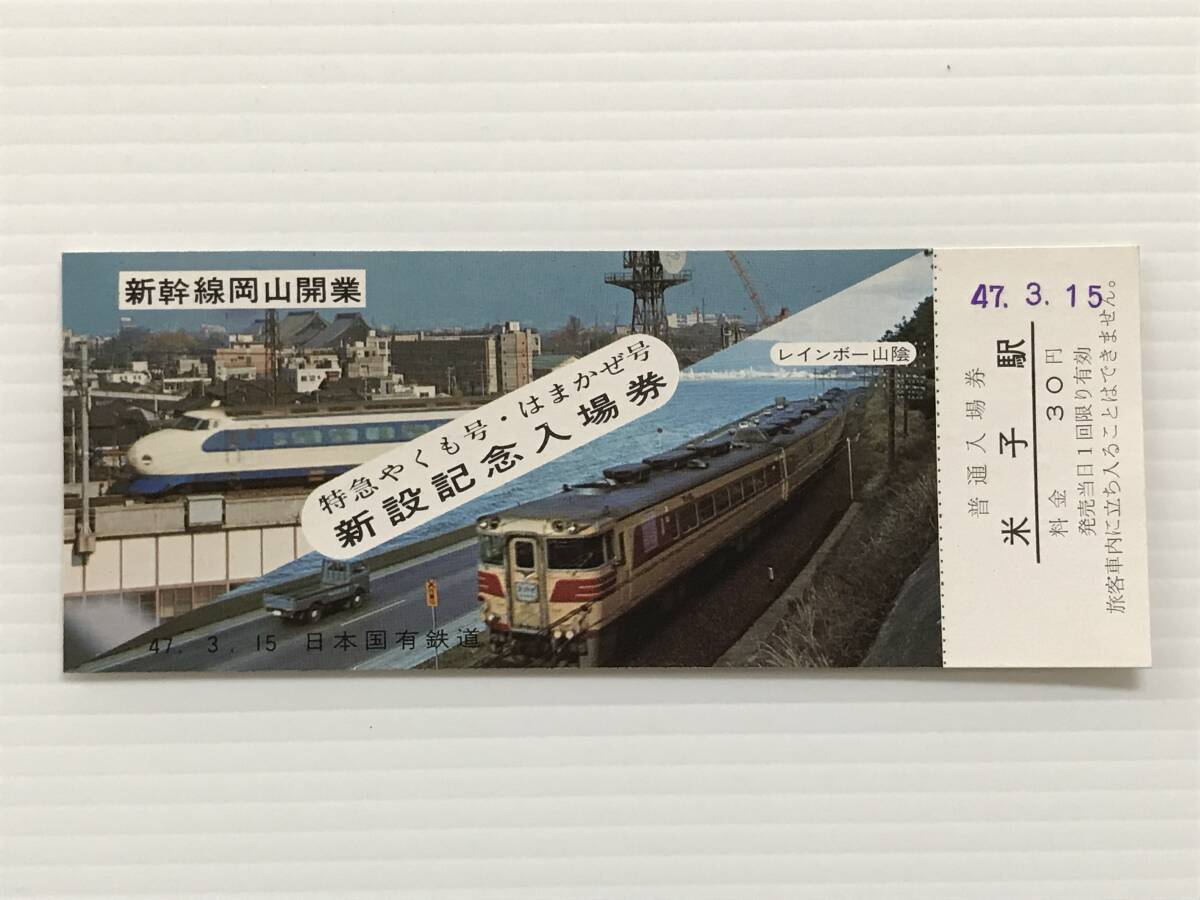 新幹線岡山開業
特急やくも号・はまかぜ号
新設記念入場券
レインボー山陰
47. 3. 15 日本国有鉄道
47. 3. 15
普通入場券
米子駅
料金 30円
発売当日1回限り有効
旅客車内に立ち入ることはできません。